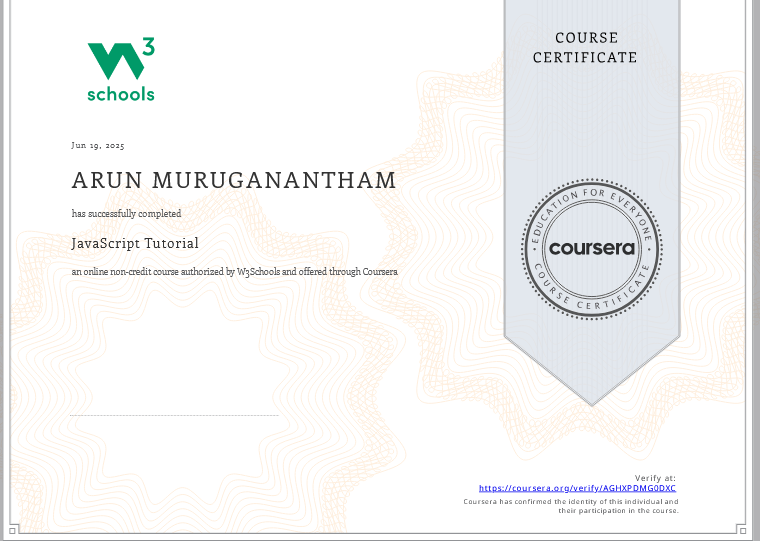 W3
schools
COURSE
CERTIFICATE
Jun 19, 2025
ARUN MURUGANANTHAM
has successfully completed
JavaScript Tutorial
an online non-credit course authorized by W3Schools and offered through Coursera
EDUCATION FOR EVERYONE
coursera
COURSE CERTIFICATE
Verify at:
https://coursera.org/verify/AGHXPDMG0DXC
Coursera has confirmed the identity of this individual and
their participation in the course.